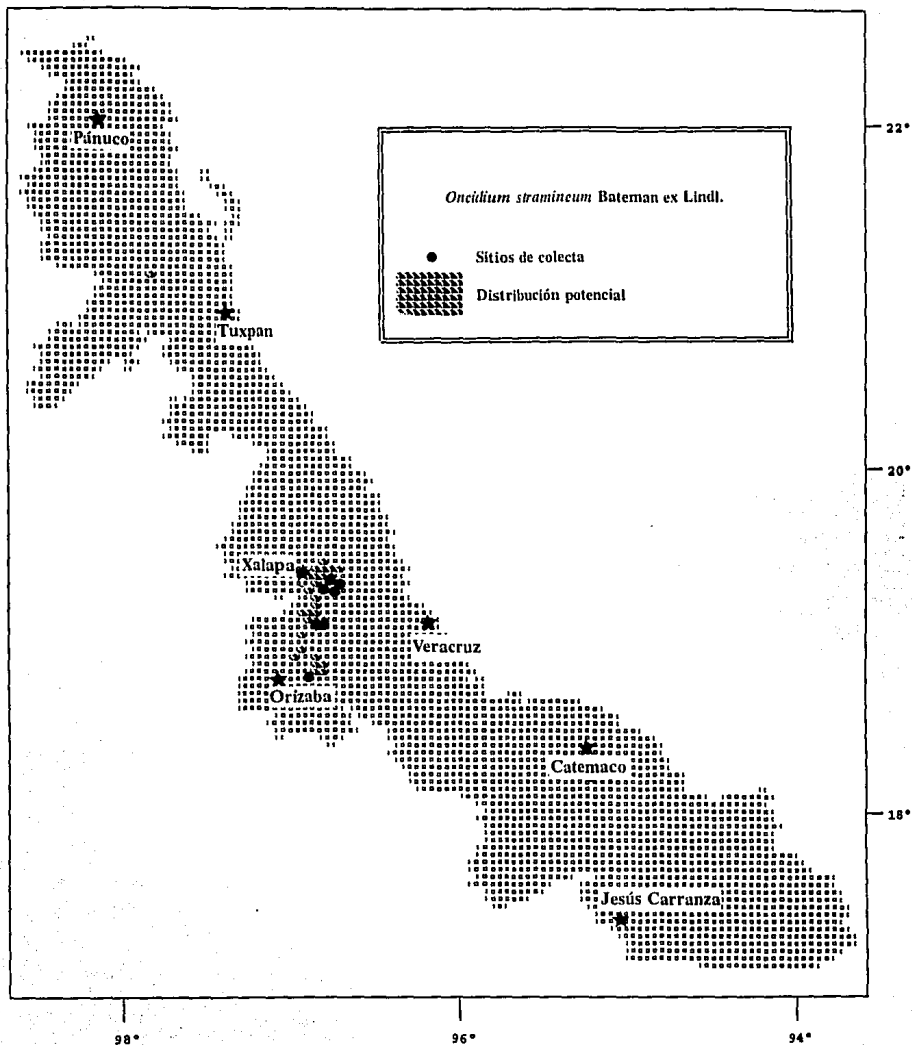 Pánuco
22°
Oncidium stramineum Bateman ex Lindl.
Sítios de colecta
Distribución potencial
Tuxpan
20°
Xalapa
Veracruz
Orizaba
Catemaco
18°
Jesús Carranza
98°
96°
94°